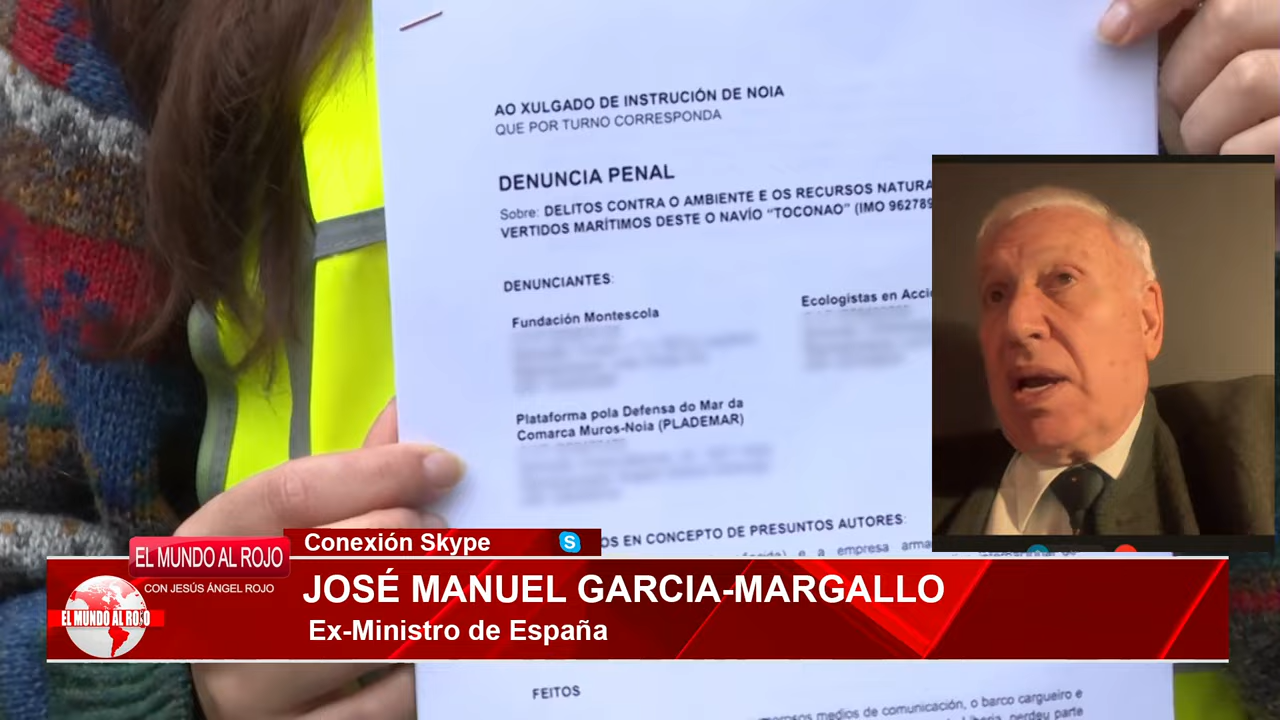 AO XULGADO DE INSTRUCIÓN DE NOIA
QUE POR TURNO CORRESPONDA
DENUNCIA PENAL
Sobre: DELITOS CONTRA O AMBIENTE E OS RECURSOS NATURA
VERTIDOS MARÍTIMOS DESTE O NAVÍO "TOCONAO" (IMO 962789
DENUNCIANTES:
Fundación Montescola
Ecologistas en Acci
Plataforma pola Defensa do Mar da
Comarca Muros-Noia (PLADEMAR)
OS EN CONCEPTO DE PRESUNTOS AUTORES:
e a empresa arma
Conexión Skype
EL MUNDO AL ROJO
CON JESÚS ÁNGEL ROJO
EL MUNDO AL ROJO
JOSÉ MANUEL GARCIA-MARGALLO
Ex-Ministro de España
FEITOS
medios de comunicación, o barco cargueiro e
Liberia, perdeu parte